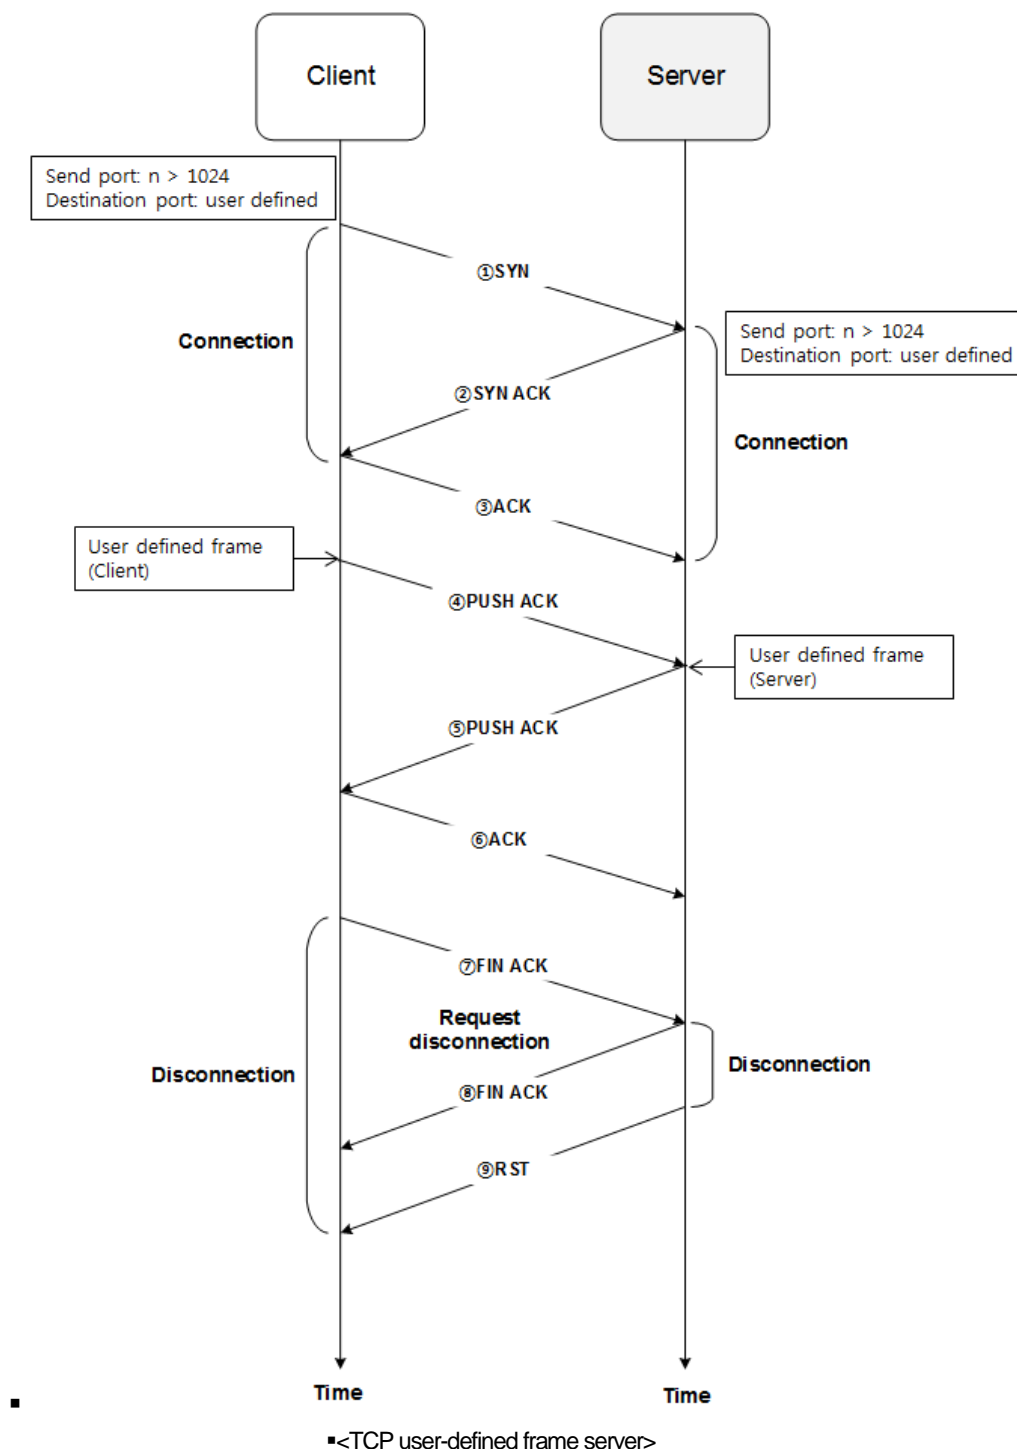 Client
Server
Send port: n > 1024
Destination port: user defined
①SYN
Send port: n > 1024
Destination port: user defined
Connection
②SYN ACK
Connection
③ACK
User defined frame
(Client)
④PUSH ACK
User defined frame
(Server)
⑤PUSH ACK
⑥ACK
⑦FIN ACK
Request
disconnection
Disconnection
Disconnection
⑧FIN ACK
⑨RST
Time
Time
▪
▪<TCP user-defined frame server>